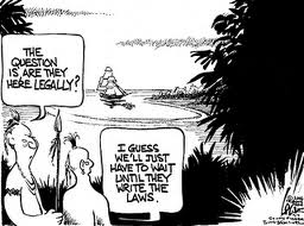 THE
QUESTION
IS ARE THEY
HERE LEGALLY?
I GUESS
WE'LL JUST
HAVE TO WAIT
UNTIL THEY
WRITE THE
LAWS.